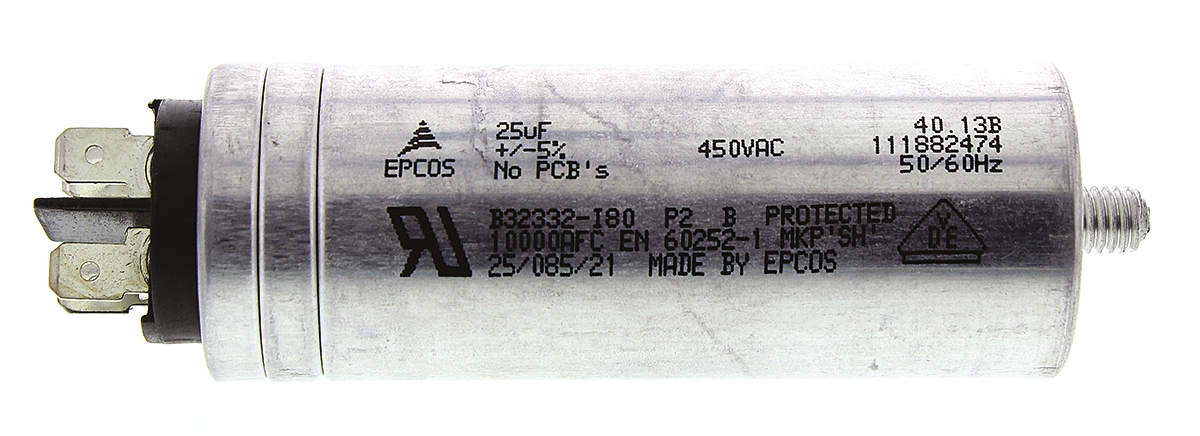 EPCOS
25uF
+/-5%
No PCB's
450VAC
40.13B
111882474
50/60Hz
B32332-I80 P2 B PROTECTED
10000AFC EN 60252-1 MKP'SH'
25/085/21 MADE BY EPCOS
VDE